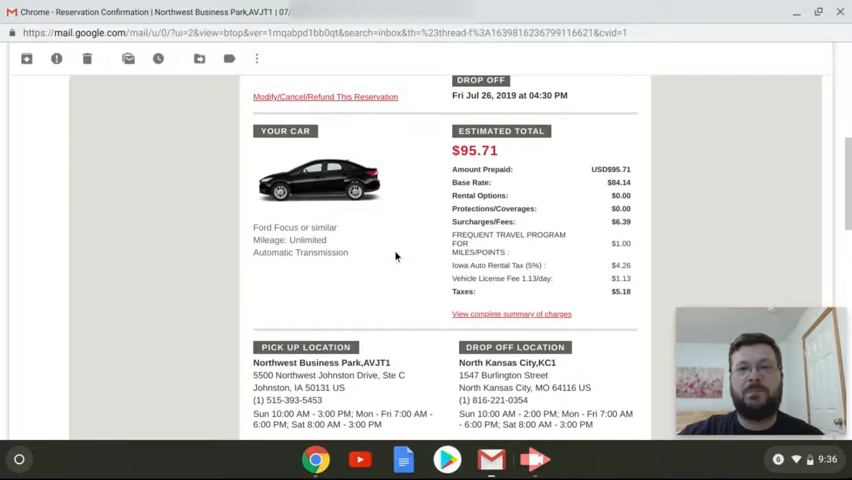 Chrome - Reservation Confirmation | Northwest Business Park,AVJT1 | 07/
https://mail.google.com/mail/u/0/?ui=2&view=btop&ver=1mqabpd1bb0qt&search=inbox&th=%23thread-f%3A1639816236799116621&cvid=1
DROP OFF
Modify/Cancel/Refund This Reservation
Fri Jul 26, 2019 at 04:30 PM
YOUR CAR
Ford Focus or similar
Mileage: Unlimited
Automatic Transmission
ESTIMATED TOTAL
$95.71
Amount Prepaid: USD$95.71
Base Rate: $84.14
Rental Options: $0.00
Protections/Coverages: $0.00
Surcharges/Fees: $6.39
FREQUENT TRAVEL PROGRAM
FOR $1.00
MILES/POINTS :
Iowa Auto Rental Tax (5%) : $4.26
Vehicle License Fee 1.13/day: $1.13
Taxes: $5.18
View complete summary of charges
PICK UP LOCATION
Northwest Business Park,AVJT1
5500 Northwest Johnston Drive, Ste C
Johnston, IA 50131 US
(1) 515-393-5453
Sun 10:00 AM - 3:00 PM; Mon - Fri 7:00 AM -
6:00 PM; Sat 8:00 AM - 3:00 PM
DROP OFF LOCATION
North Kansas City,KC1
1547 Burlington Street
North Kansas City, MO 64116 US
(1) 816-221-0354
Sun 10:00 AM - 2:00 PM; Mon - Fri 7:00 AM -
6:00 PM; Sat 8:00 AM - 3:00 PM
6 9:36